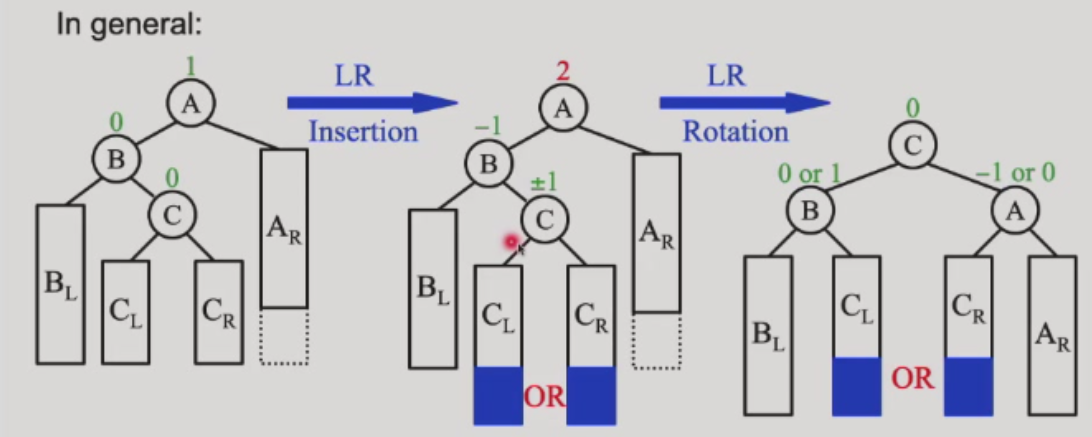 In general:
1
A
0
B
0
C
B_L
C_L
C_R
A_R
LR
Insertion
2
A
−1
B
±1
C
B_L
C_L
C_R
A_R
OR
LR
Rotation
0
C
0 or 1
B
−1 or 0
A
B_L
C_L
C_R
A_R
OR